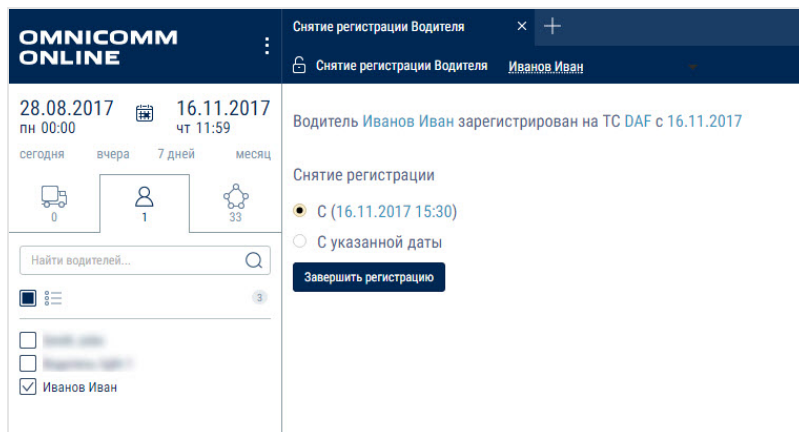 OMNICOMM
ONLINE
28.08.2017
пн 00:00
16.11.2017
чт 11:59
сегодня вчера 7 дней месяц
0
1
33
Найти водителей...
3
Иванов Иван
Снятие регистрации Водителя
Снятие регистрации Водителя Иванов Иван
Водитель Иванов Иван зарегистрирован на ТС DAF с 16.11.2017
Снятие регистрации
С (16.11.2017 15:30)
С указанной даты
Завершить регистрацию